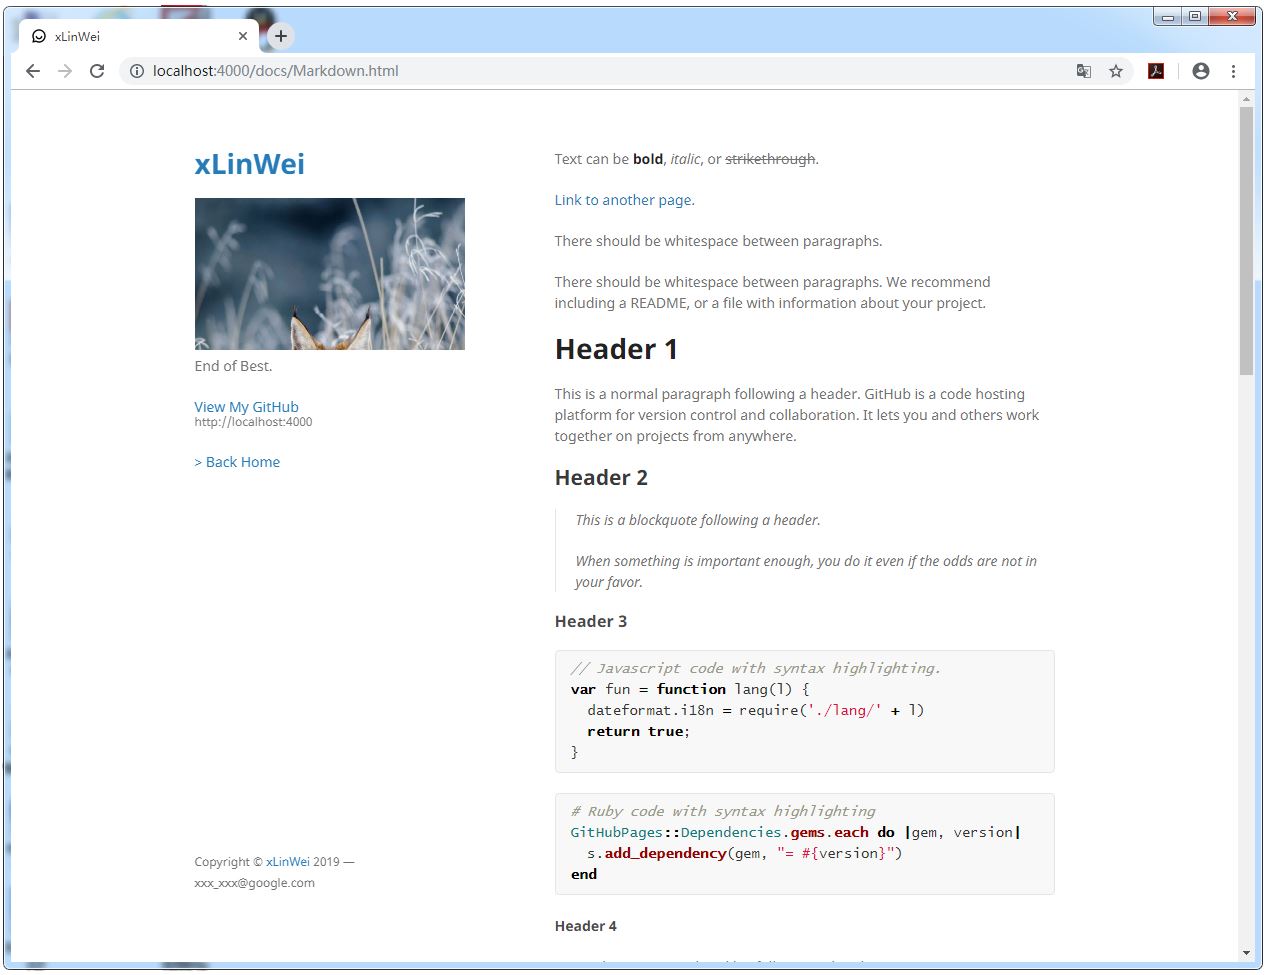 xLinWei
localhost:4000/docs/Markdown.html
xLinWei
End of Best.
View My GitHub
http://localhost:4000
> Back Home
Copyright © xLinWei 2019 —
xxx_xxx@google.com
Text can be bold, italic, or strikethrough.
Link to another page.
There should be whitespace between paragraphs.
There should be whitespace between paragraphs. We recommend
including a README, or a file with information about your project.
Header 1
This is a normal paragraph following a header. GitHub is a code hosting
platform for version control and collaboration. It lets you and others work
together on projects from anywhere.
Header 2
This is a blockquote following a header.
When something is important enough, you do it even if the odds are not in
your favor.
Header 3
// Javascript code with syntax highlighting.
var fun = function lang(l) {
  dateformat.i18n = require('./lang/' + l)
  return true;
}
# Ruby code with syntax highlighting
GitHubPages::Dependencies.gems.each do |gem, version|
  s.add_dependency(gem, "= #{version}")
end
Header 4